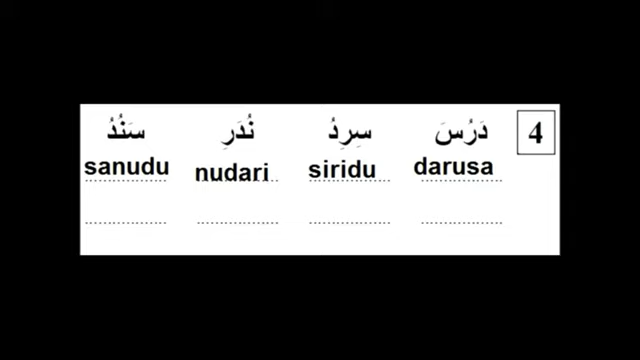 4 دَرُسَ سِرِدُ نُدَرِ سَنُدُ
darusa siridu nudari sanudu